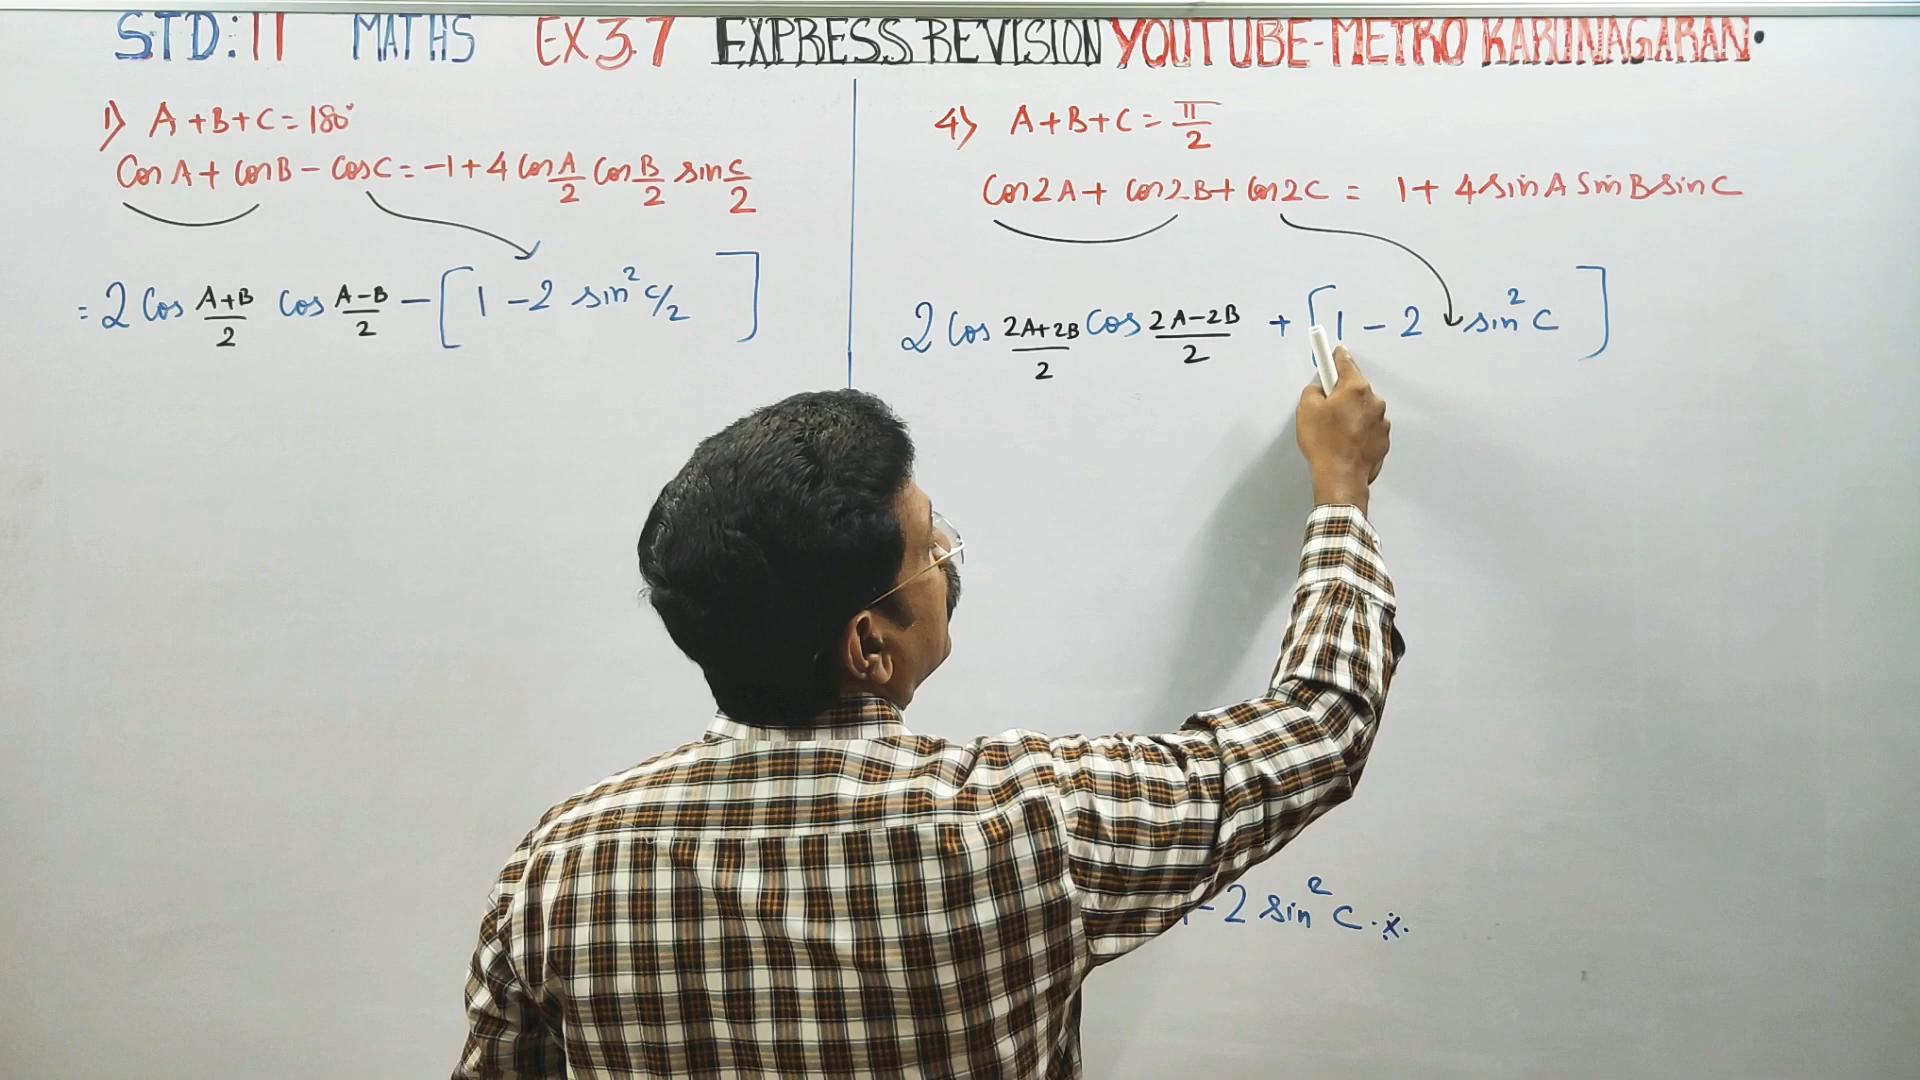 STD: 11 MATHS EX 3.7 EXPRESS REVISION YOUTUBE-METRO KARUNAGARAN.
1) A+B+C=180°
Cos A + cos B - cos C = -1+4 cos A/2 cos B/2 sin C/2
= 2 cos A+B/2 cos A-B/2 - [1 - 2 sin² C/2]
4) A+B+C = π/2
Cos 2A + cos 2B + cos 2C = 1+ 4 sin A sin B sin C
2 cos 2A+2B/2 cos 2A-2B/2 + [1 - 2 sin² C]
-2 sin² C